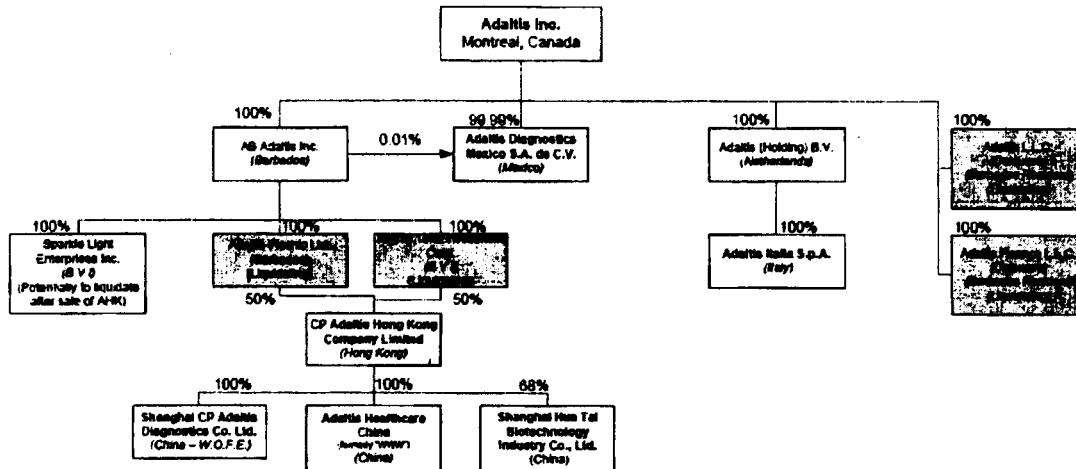 Adaltis Inc.
Montreal, Canada
100%
99.99%
100%
100%
AB Adaltis Inc.
(Barbados)
0.01%
Adaltis Diagnostics
Mexico S.A. de C.V.
(Mexico)
Adaltis (Holding) B.V.
(Netherlands)
100%
100%
100%
100%
100%
Sparkle Light
Enterprises Inc.
(B V I)
(Potentially to liquidate
after sale of AHK)
Corp.
(B V I)
Adaltis Italia S.p.A.
(Italy)
Adaltis Finance L.L.C.
50%
50%
CP Adaltis Hong Kong
Company Limited
(Hong Kong)
100%
100%
68%
Shanghai CP Adaltis
Diagnostics Co. Ltd.
(China – W.O.F.E.)
Adaltis Healthcare
China
(China)
Shanghai Hua Tai
Biotechnology
Industry Co., Ltd.
(China)